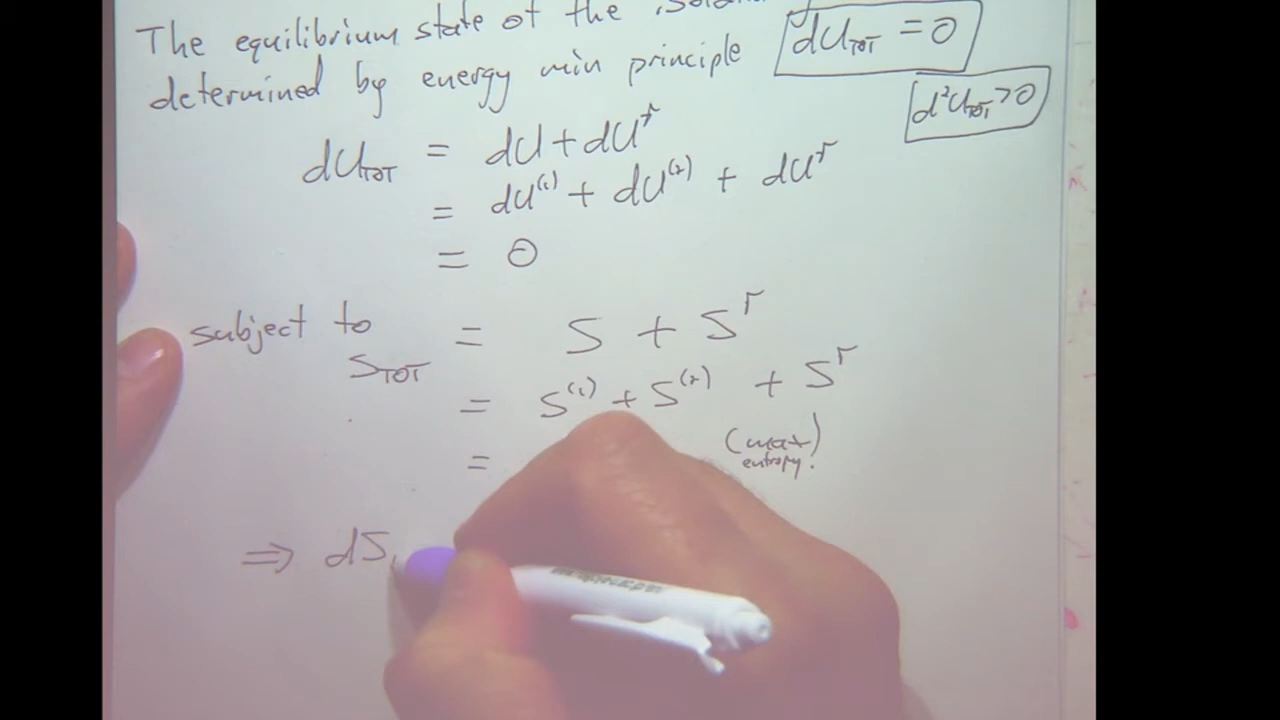 The equilibrium state of the
determined by energy min principle dU_TOT = 0
d²U_TOT > 0
dU_TOT = dU + dU^r
= dU^(1) + dU^(2) + dU^r
= 0
subject to
S_TOT = S + S^r
= S^(1) + S^(2) + S^r
= (max entropy.)
⇒ dS